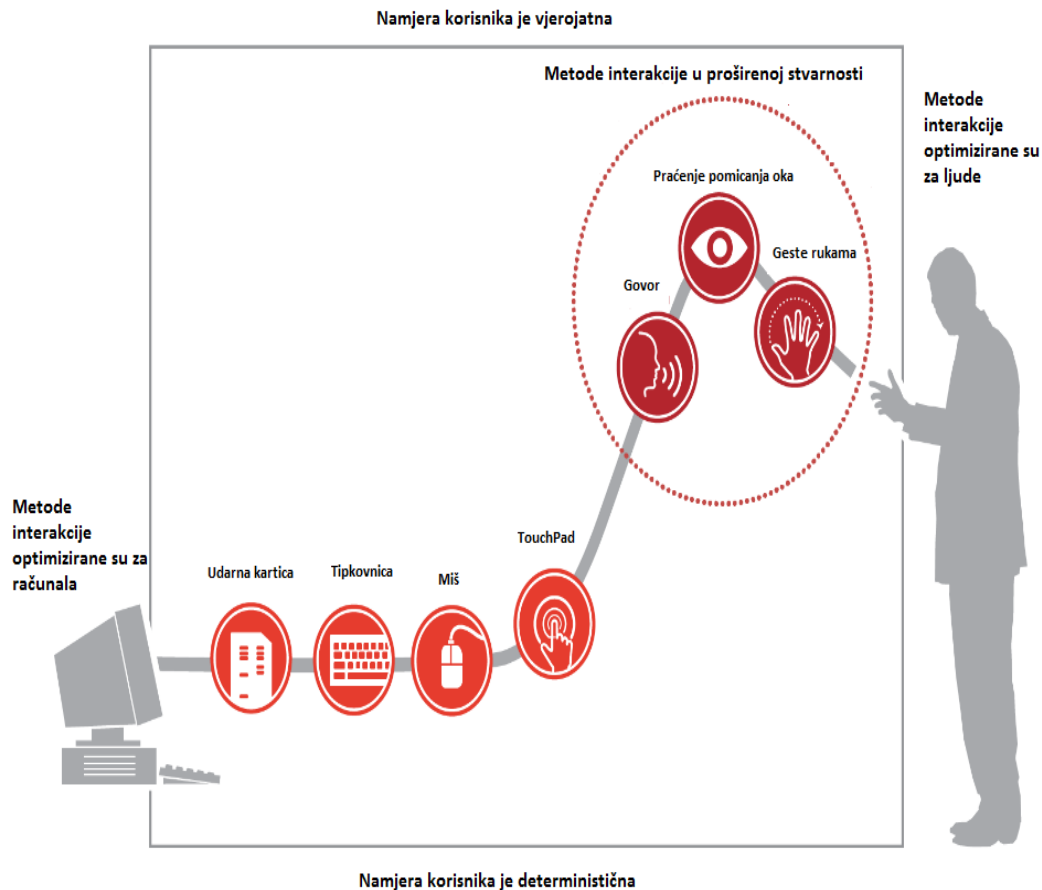 Namjera korisnika je vjerojatna
Metode interakcije u proširenoj stvarnosti
Metode
interakcije
optimizirane su
za ljude
Praćenje pomicanja oka
Geste rukama
Govor
Metode
interakcije
optimizirane su za
računala
TouchPad
Udarna kartica
Tipkovnica
Miš
Namjera korisnika je deterministična